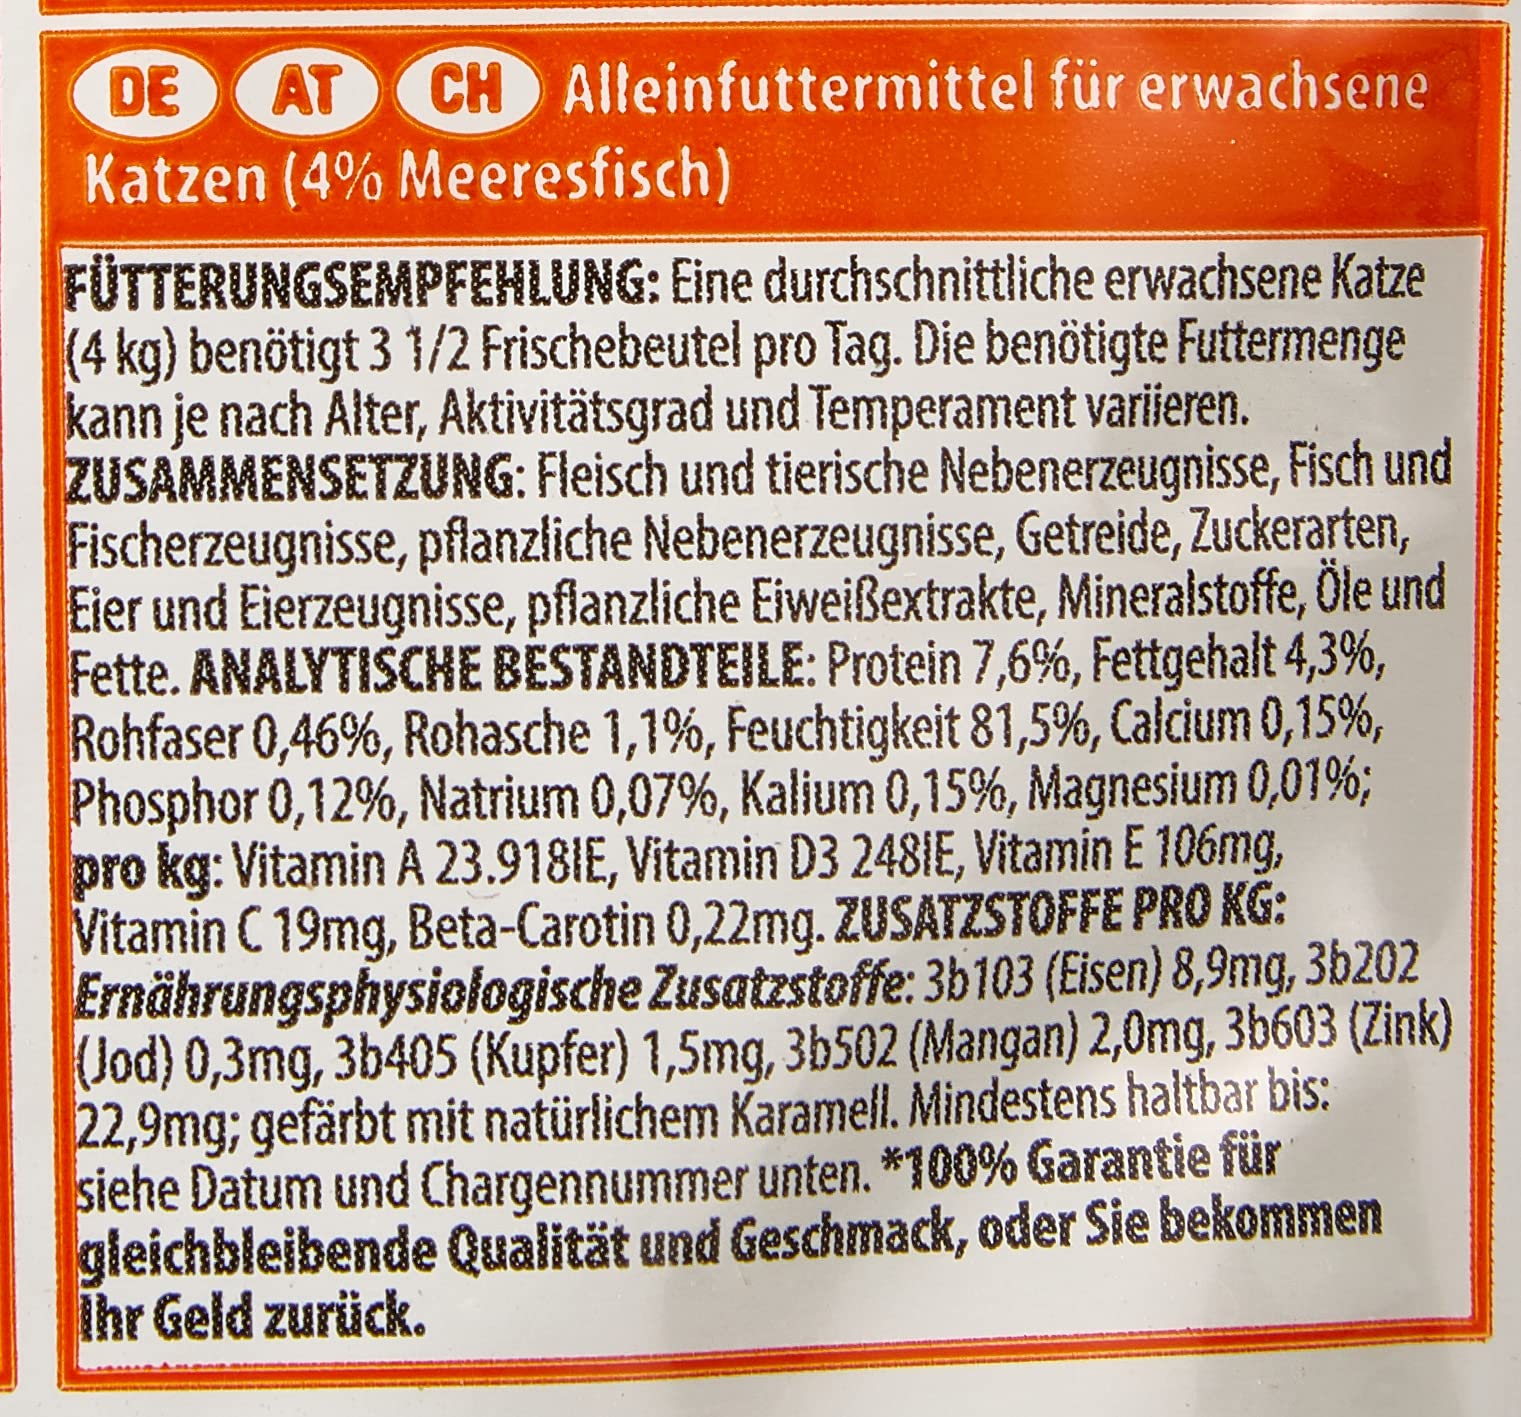 DE AT CH Alleinfuttermittel für erwachsene
Katzen (4% Meeresfisch)
FÜTTERUNGSEMPFEHLUNG: Eine durchschnittliche erwachsene Katze
(4 kg) benötigt 3 1/2 Frischebeutel pro Tag. Die benötigte Futtermenge
kann je nach Alter, Aktivitätsgrad und Temperament variieren.
ZUSAMMENSETZUNG: Fleisch und tierische Nebenerzeugnisse, Fisch und
Fischerzeugnisse, pflanzliche Nebenerzeugnisse, Getreide, Zuckerarten,
Eier und Eierzeugnisse, pflanzliche Eiweißextrakte, Mineralstoffe, Öle und
Fette. ANALYTISCHE BESTANDTEILE: Protein 7,6%, Fettgehalt 4,3%,
Rohfaser 0,46%, Rohasche 1,1%, Feuchtigkeit 81,5%, Calcium 0,15%,
Phosphor 0,12%, Natrium 0,07%, Kalium 0,15%, Magnesium 0,01%;
pro kg: Vitamin A 23.918IE, Vitamin D3 248IE, Vitamin E 106mg,
Vitamin C 19mg, Beta-Carotin 0,22mg. ZUSATZSTOFFE PRO KG:
Ernährungsphysiologische Zusatzstoffe: 3b103 (Eisen) 8,9mg, 3b202
(Jod) 0,3mg, 3b405 (Kupfer) 1,5mg, 3b502 (Mangan) 2,0mg, 3b603 (Zink)
22,9mg; gefärbt mit natürlichem Karamell. Mindestens haltbar bis:
siehe Datum und Chargennummer unten. *100% Garantie für
gleichbleibende Qualität und Geschmack, oder Sie bekommen
Ihr Geld zurück.